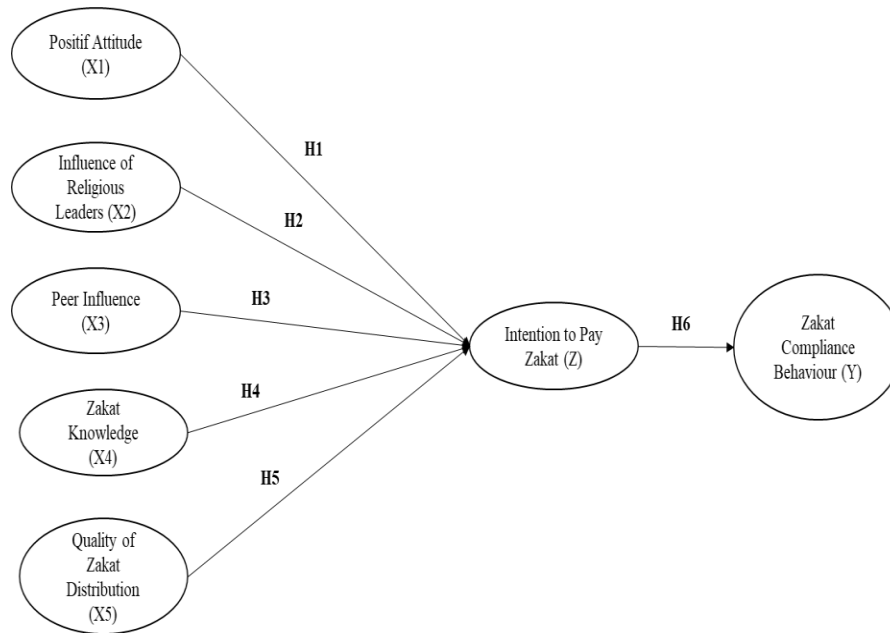 Positif Attitude
(X1)
H1
Influence of
Religious
Leaders (X2)
H2
Peer Influence
(X3)
H3
Zakat
Knowledge
(X4)
H4
Quality of
Zakat
Distribution
(X5)
H5
Intention to Pay
Zakat (Z)
H6
Zakat
Compliance
Behaviour (Y)